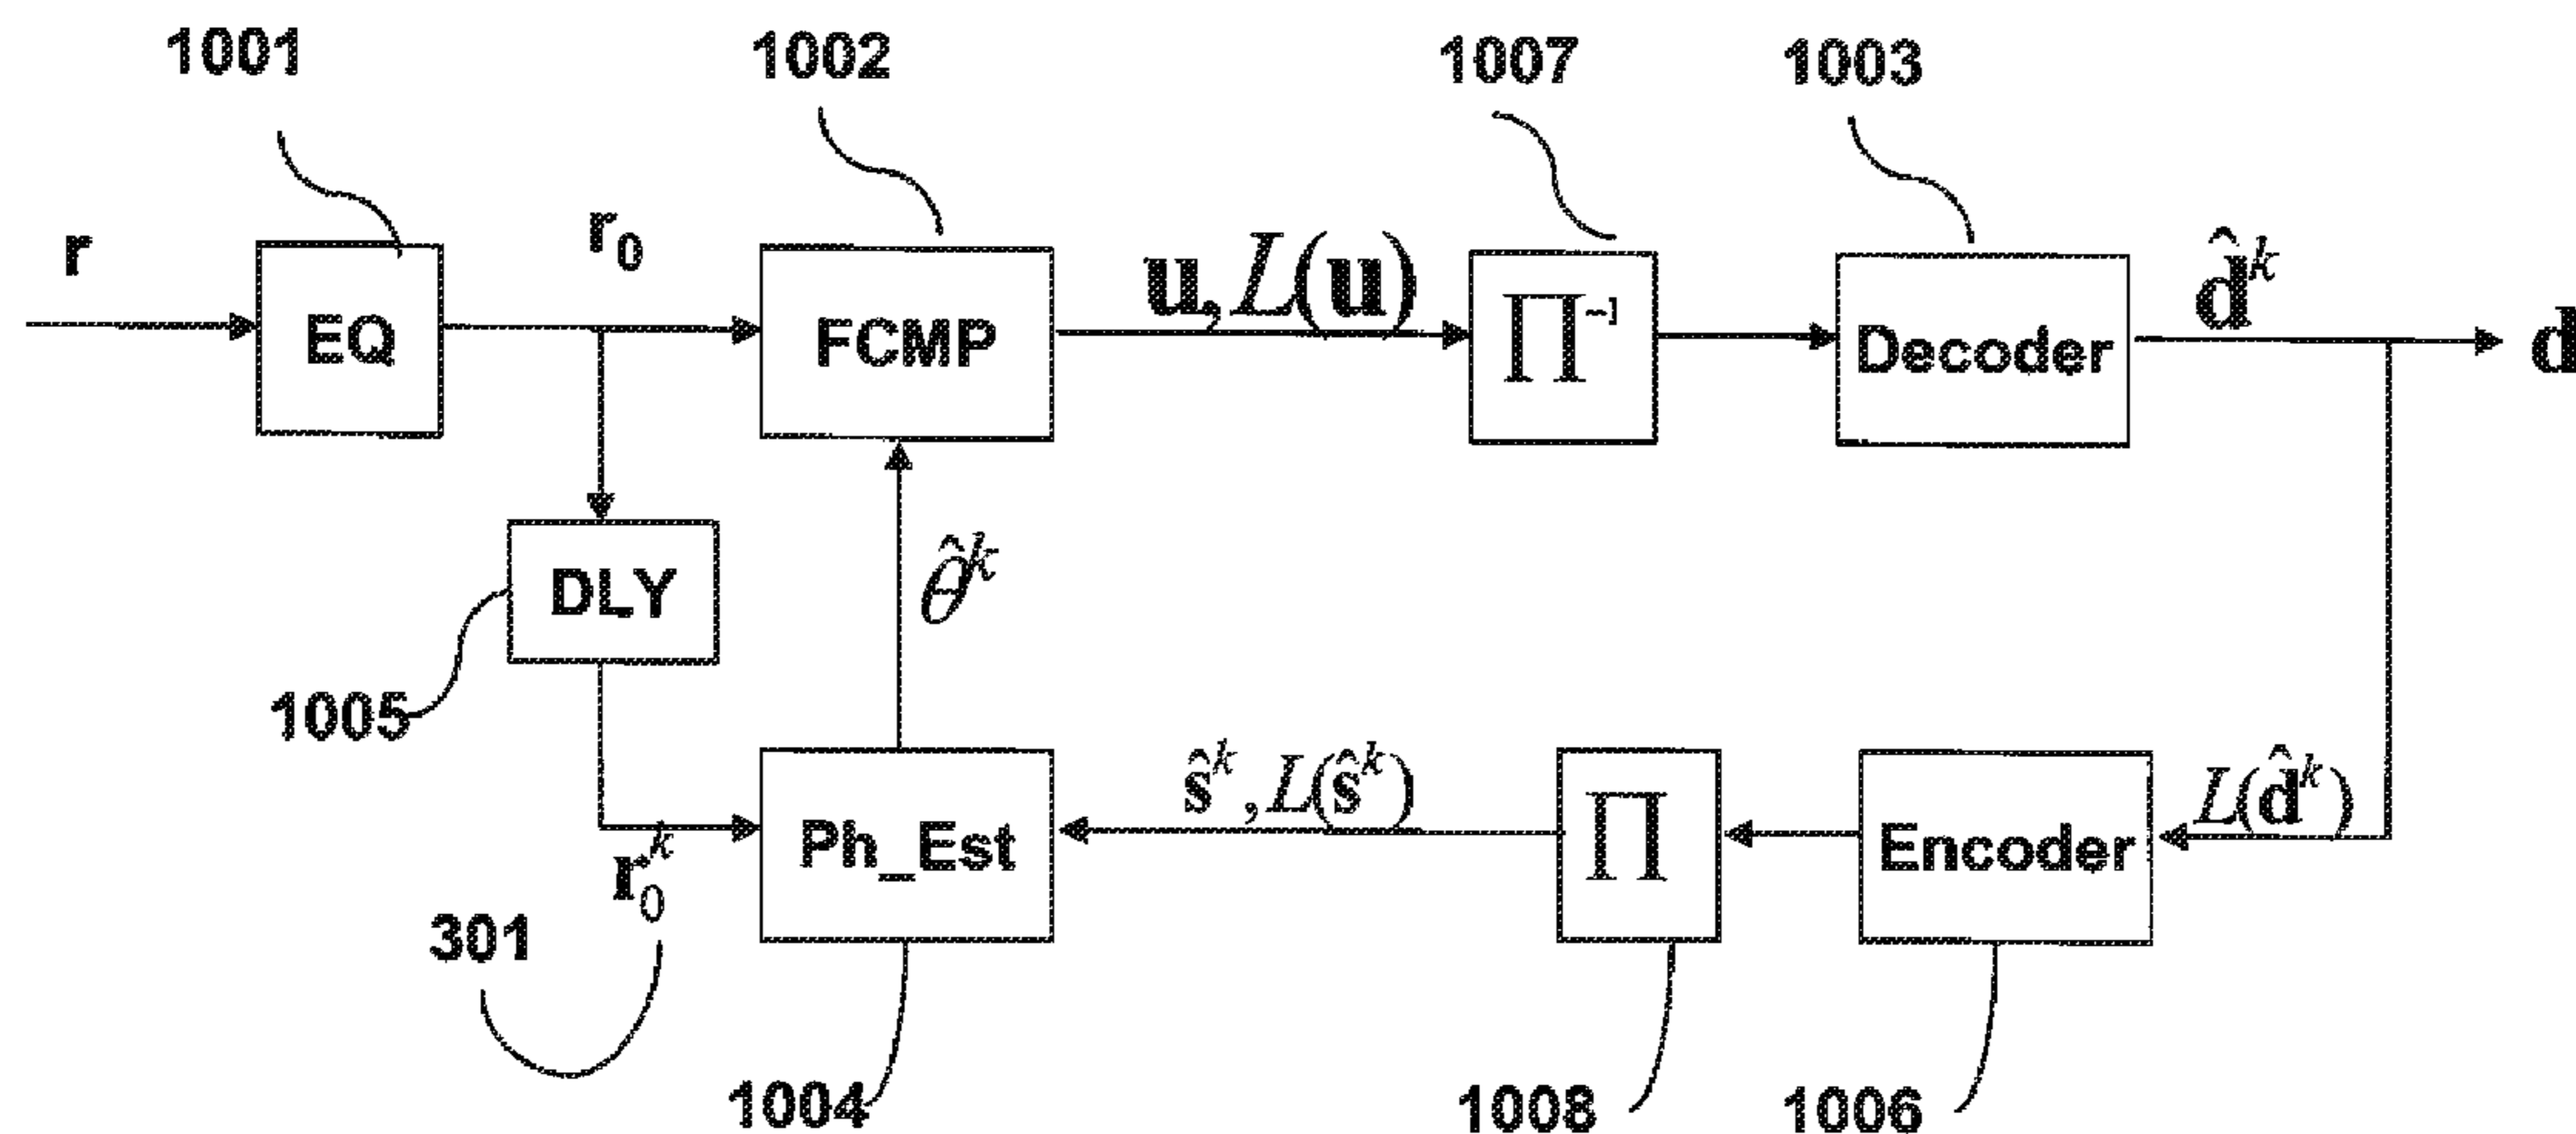 1001 1002 1007 1003
r r₀ u, L(u) d̂ᵏ
EQ FCMP ∏⁻¹ Decoder d
DLY θ̂ᵏ
1005
Ph_Est ŝᵏ, L(ŝᵏ) ∏ Encoder L(d̂ᵏ)
r₀ᵏ
301
1004 1008 1006